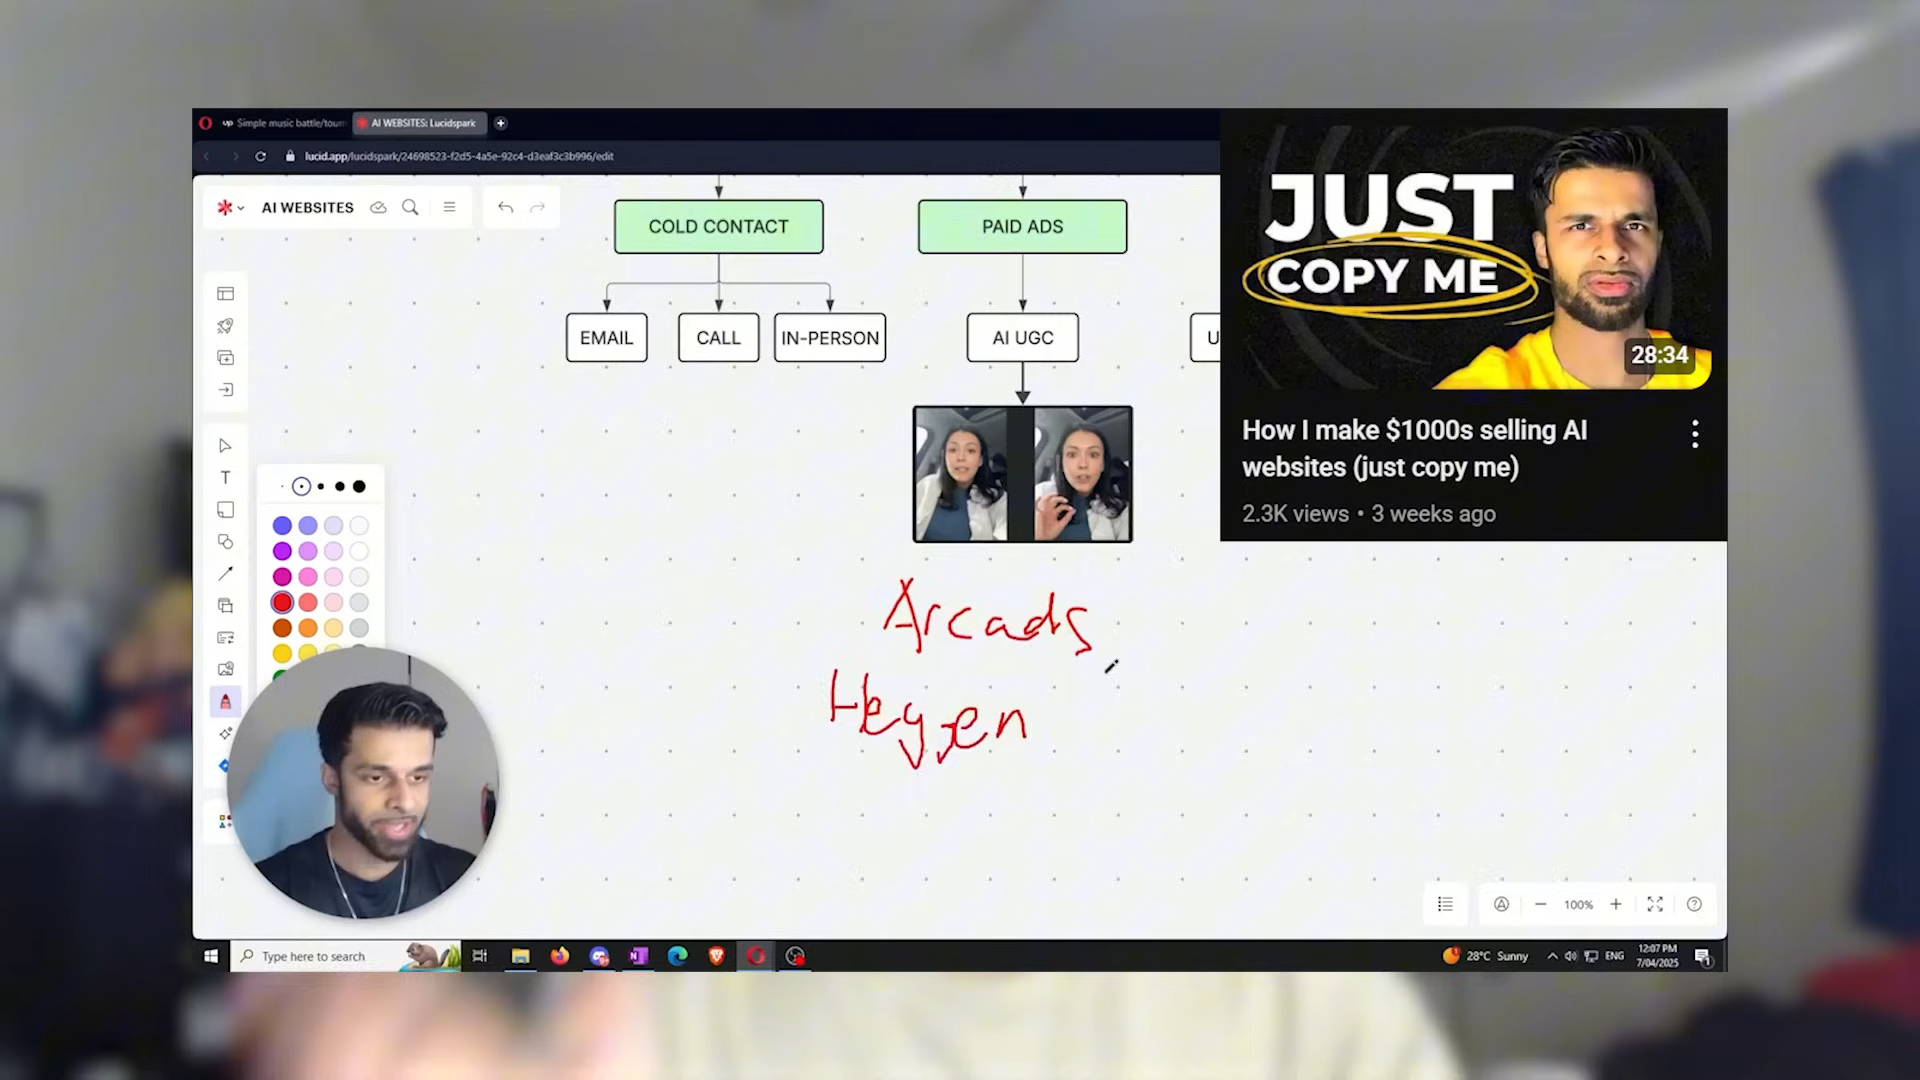 up Simple music battle/tourn
AI WEBSITES: Lucidspark
lucid.app/lucidspark/24698523-f2d5-4a5e-92c4-d3eaf3c3b996/edit
AI WEBSITES
COLD CONTACT
PAID ADS
EMAIL
CALL
IN-PERSON
AI UGC
U
JUST
COPY ME
28:34
How I make $1000s selling AI
websites (just copy me)
2.3K views • 3 weeks ago
Arcads
Heygen
100%
Type here to search
28°C Sunny
ENG
12:07 PM
7/04/2025